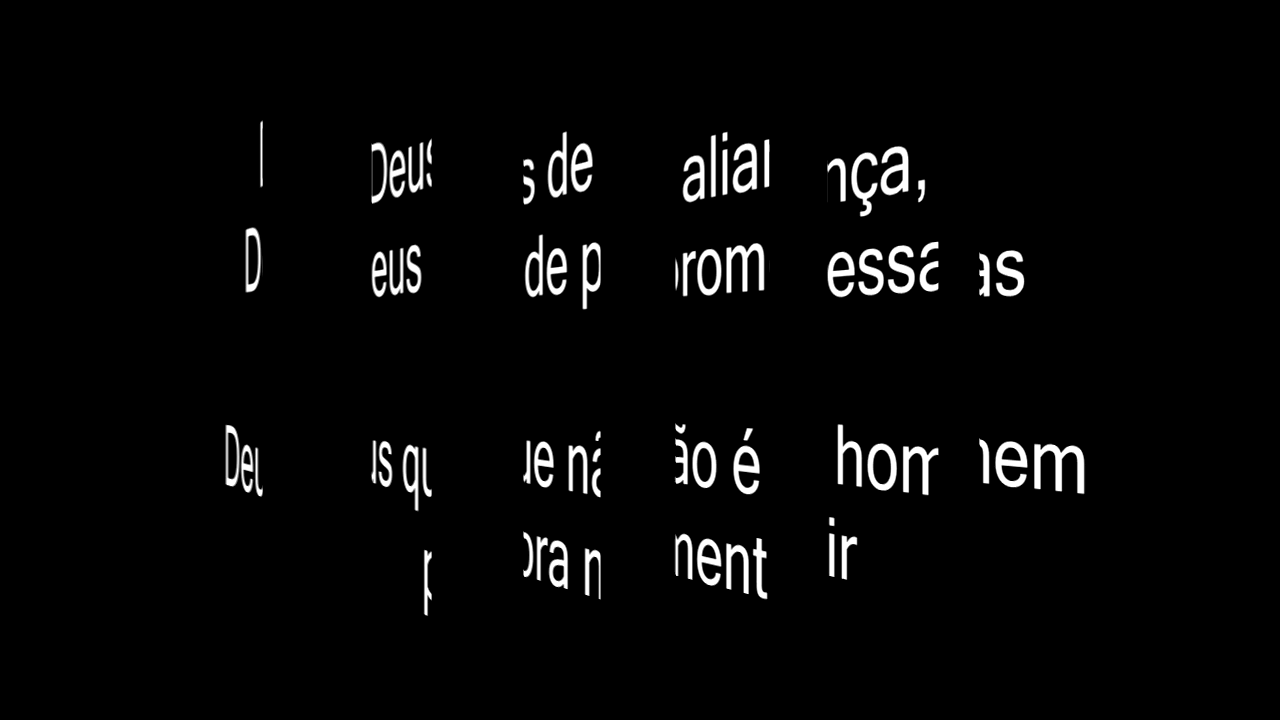 Deus de aliança,
Deus de promessas
Deus que não é homem
pra mentir